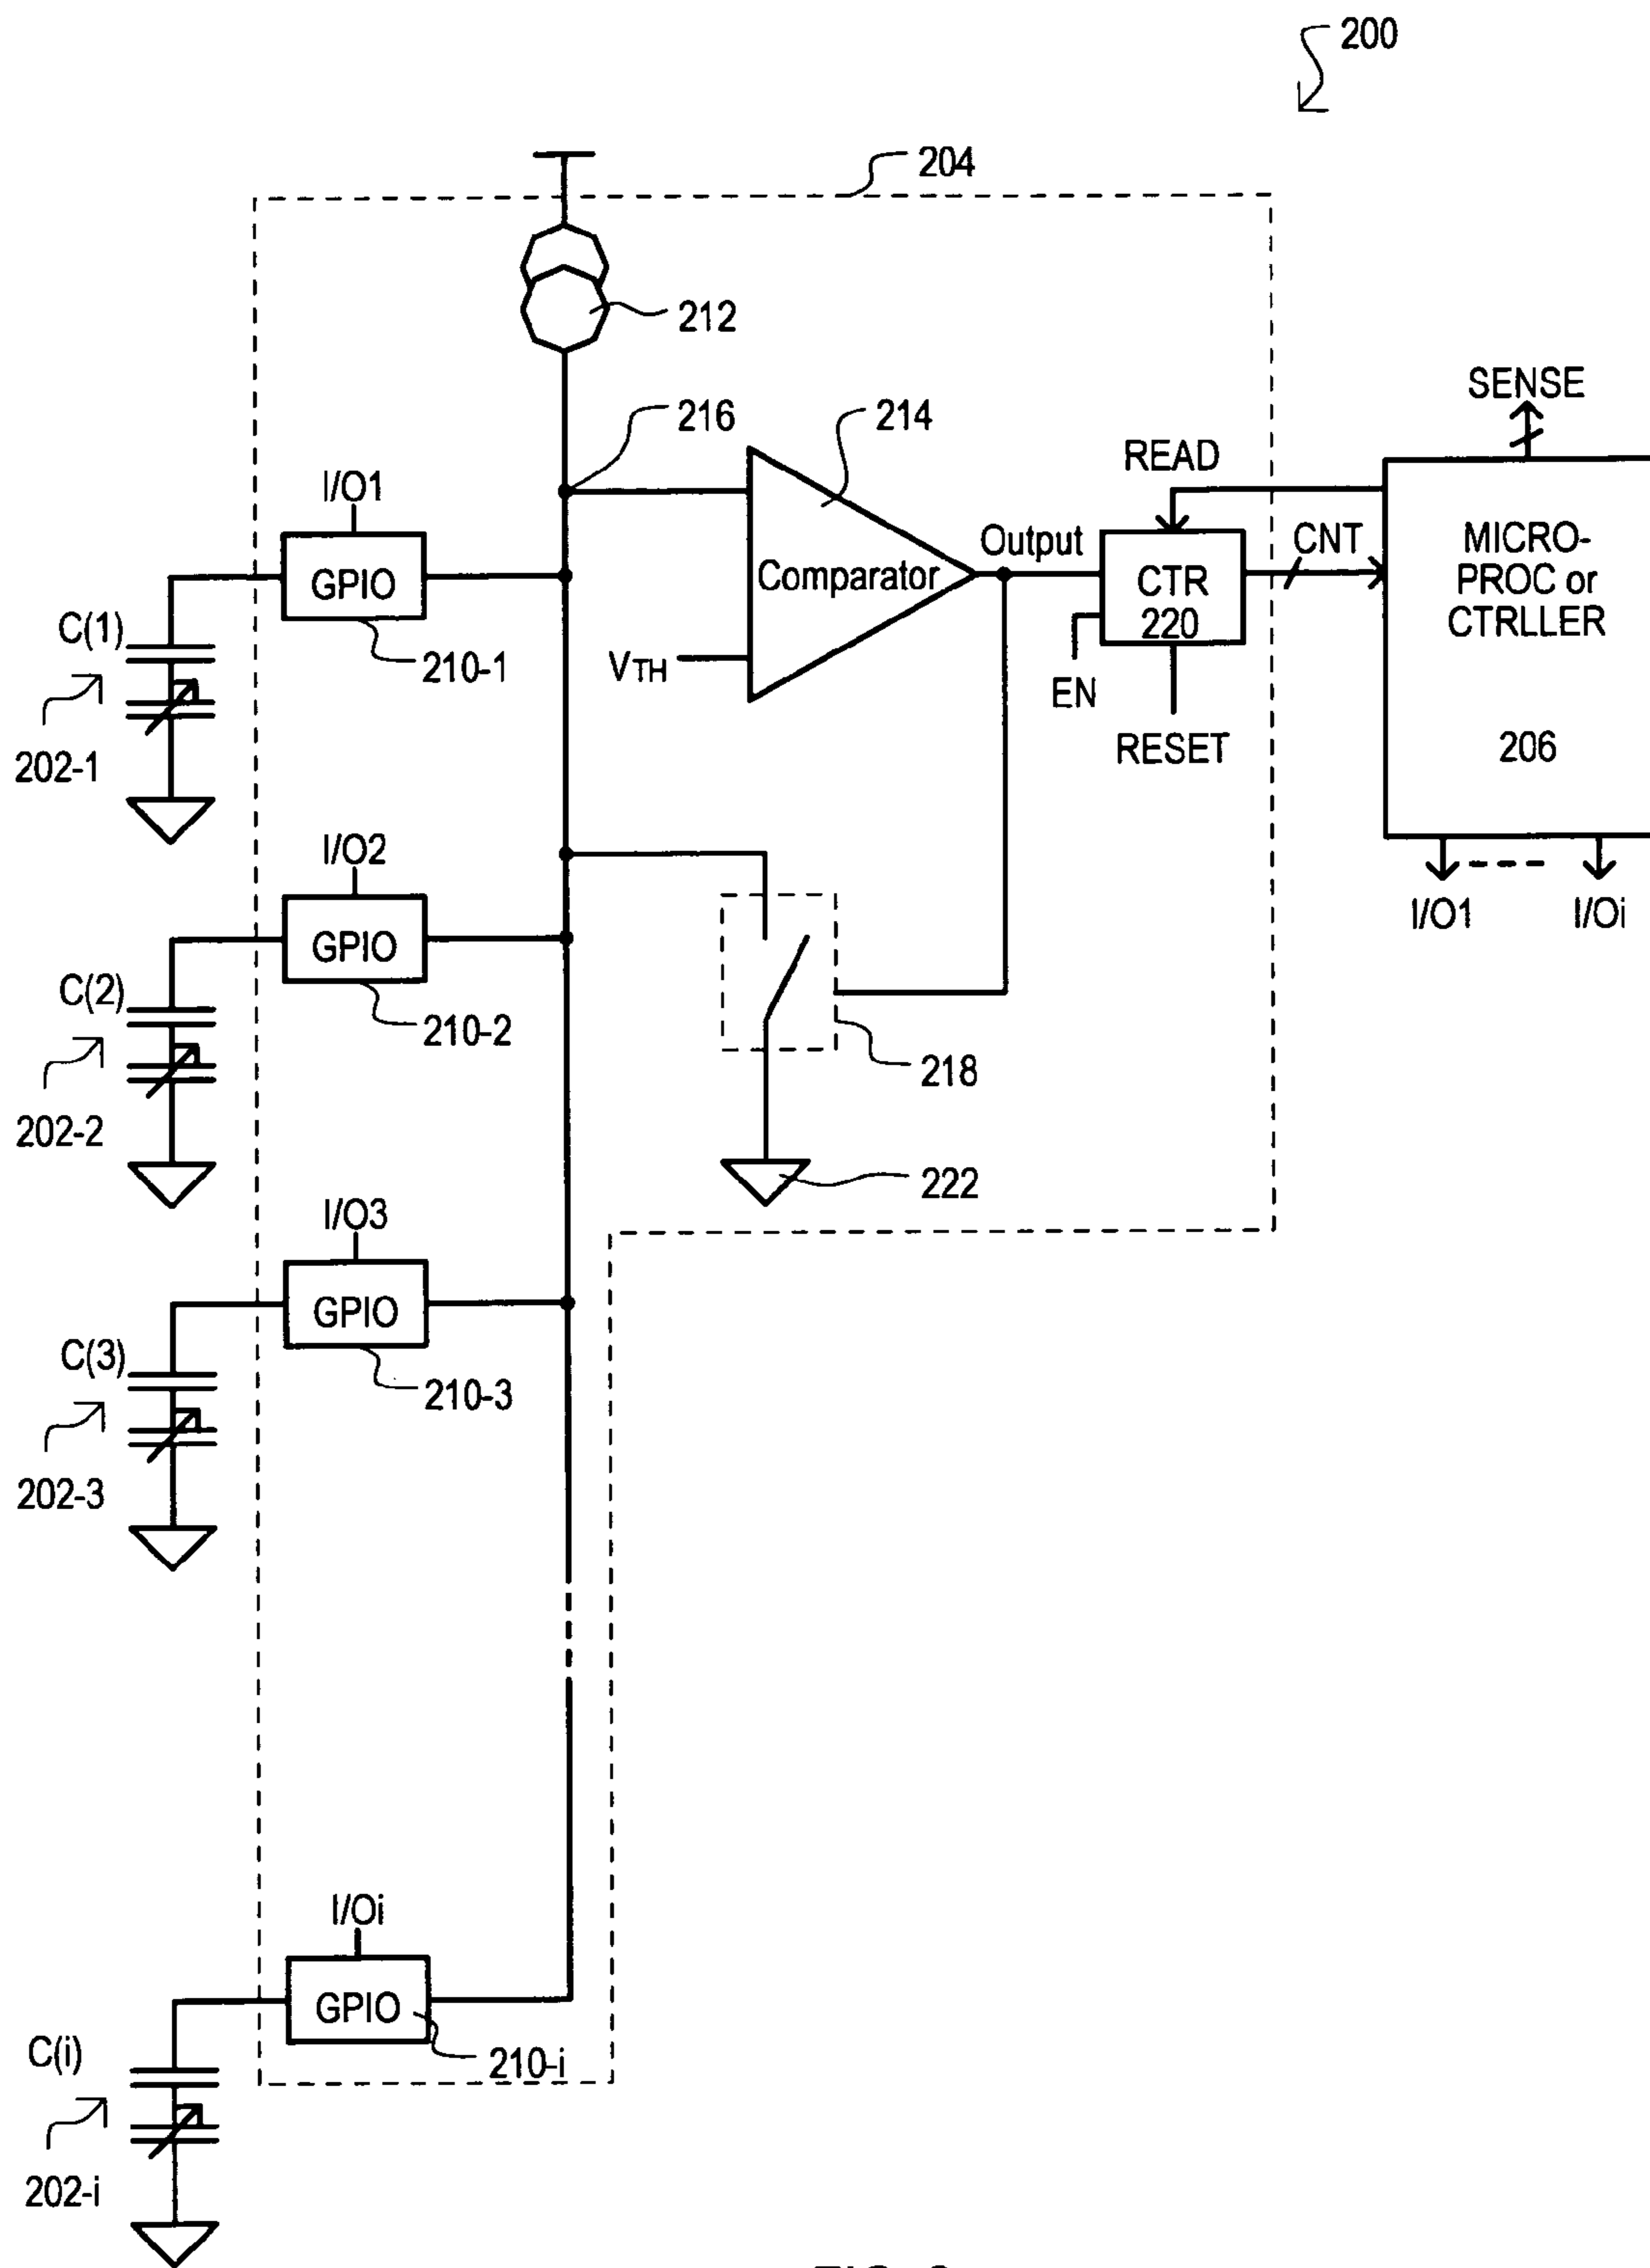 200
204
212
SENSE
216
214
READ
I/O1
GPIO
210-1
C(1)
202-1
Comparator
VTH
Output
CTR
220
EN
RESET
CNT
MICRO-
PROC or
CTRLLER
206
I/O1
I/Oi
I/O2
GPIO
210-2
C(2)
202-2
218
222
I/O3
GPIO
210-3
C(3)
202-3
I/Oi
GPIO
210-i
C(i)
202-i